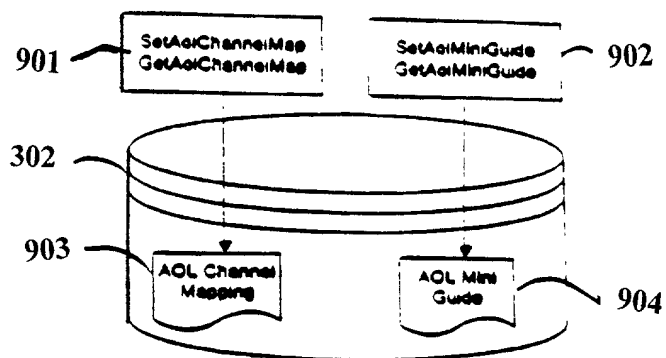 901
SetAolChannelMap
GetAolChannelMap
SetAolMiniGuide
GetAolMiniGuide
902
302
903
AOL Channel
Mapping
AOL Mini
Guide
904